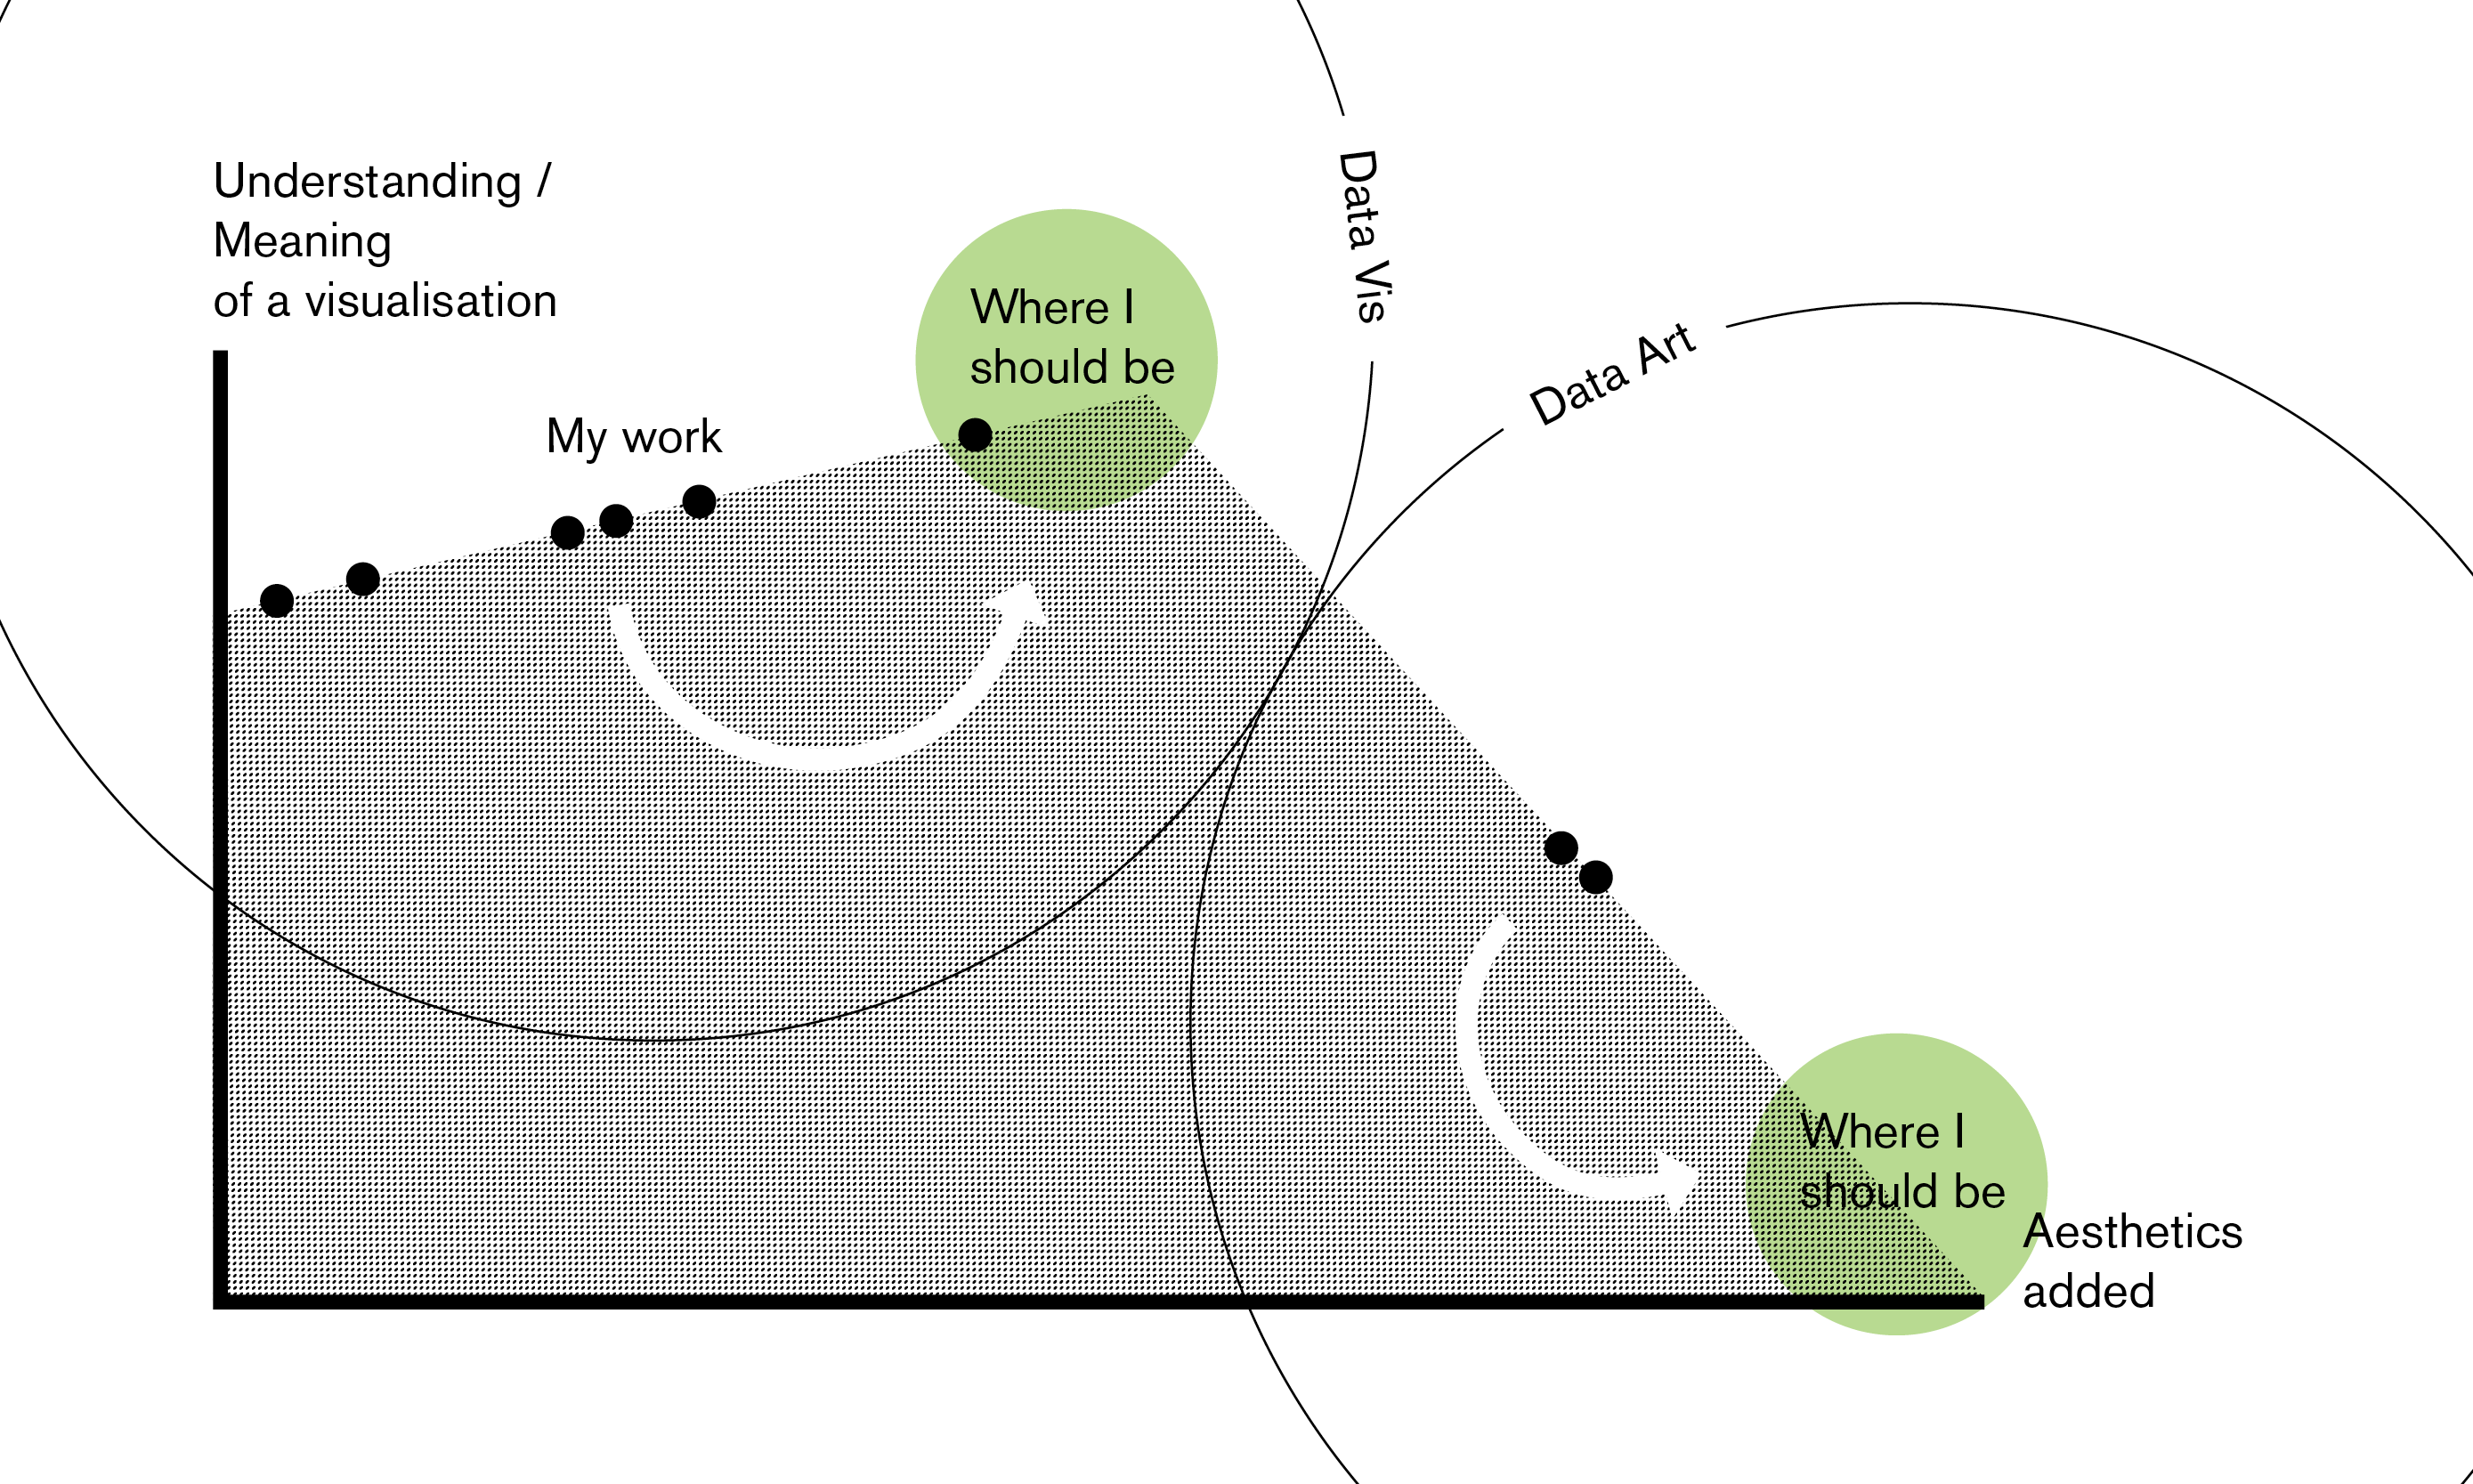 Understanding /
Meaning
of a visualisation
Data Vis
Where I
should be
Data Art
My work
Where I
should be
Aesthetics
added